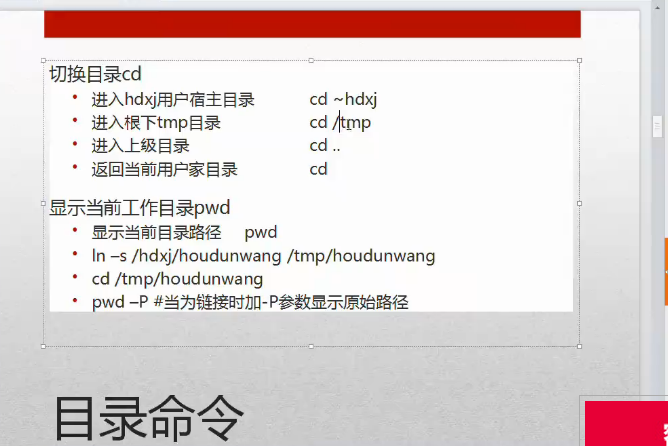 切换目录cd
• 进入hdxj用户宿主目录 cd ~hdxj
• 进入根下tmp目录 cd /tmp
• 进入上级目录 cd ..
• 返回当前用户家目录 cd
显示当前工作目录pwd
• 显示当前目录路径 pwd
• ln –s /hdxj/houdunwang /tmp/houdunwang
• cd /tmp/houdunwang
• pwd –P #当为链接时加-P参数显示原始路径
目录命令